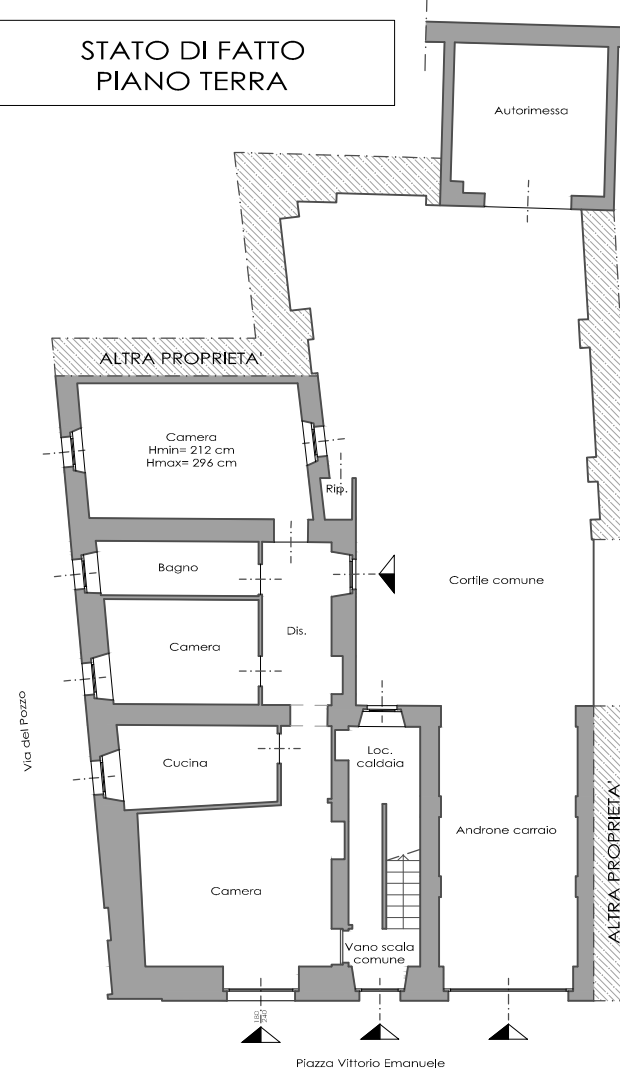 STATO DI FATTO
PIANO TERRA
Autorimessa
ALTRA PROPRIETA'
Camera
Hmin= 212 cm
Hmax= 296 cm
Rip.
Bagno
Cortile comune
Dis.
Camera
Via del Pozzo
Cucina
Loc.
caldaia
Androne carraio
ALTRA PROPRIETA'
Camera
Vano scala
comune
180
240
Piazza Vittorio Emanuele